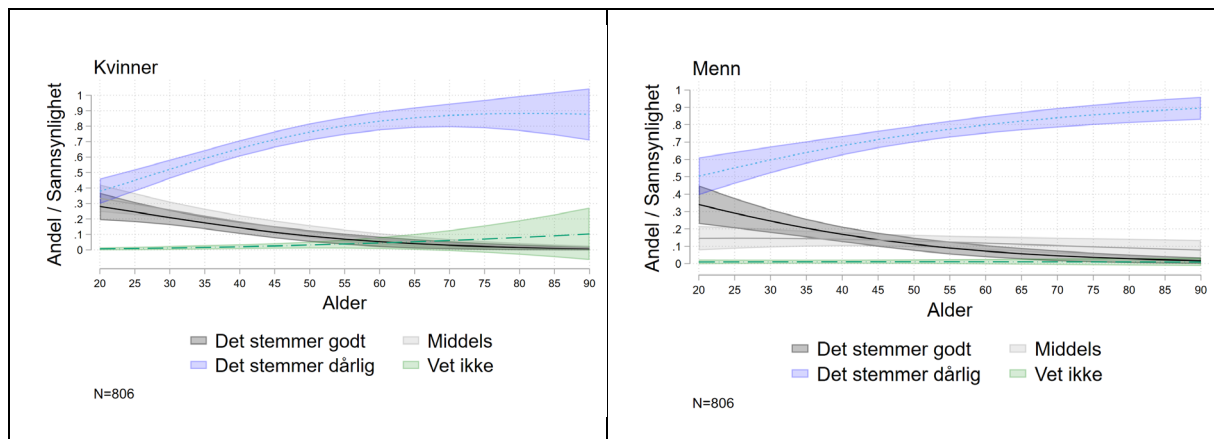 Kvinner
Andel / Sannsynlighet
1
.9
.8
.7
.6
.5
.4
.3
.2
.1
0
20 25 30 35 40 45 50 55 60 65 70 75 80 85 90
Alder
Det stemmer godt Middels
Det stemmer dårlig Vet ikke
N=806
Menn
Andel / Sannsynlighet
1
.9
.8
.7
.6
.5
.4
.3
.2
.1
0
20 25 30 35 40 45 50 55 60 65 70 75 80 85 90
Alder
Det stemmer godt Middels
Det stemmer dårlig Vet ikke
N=806